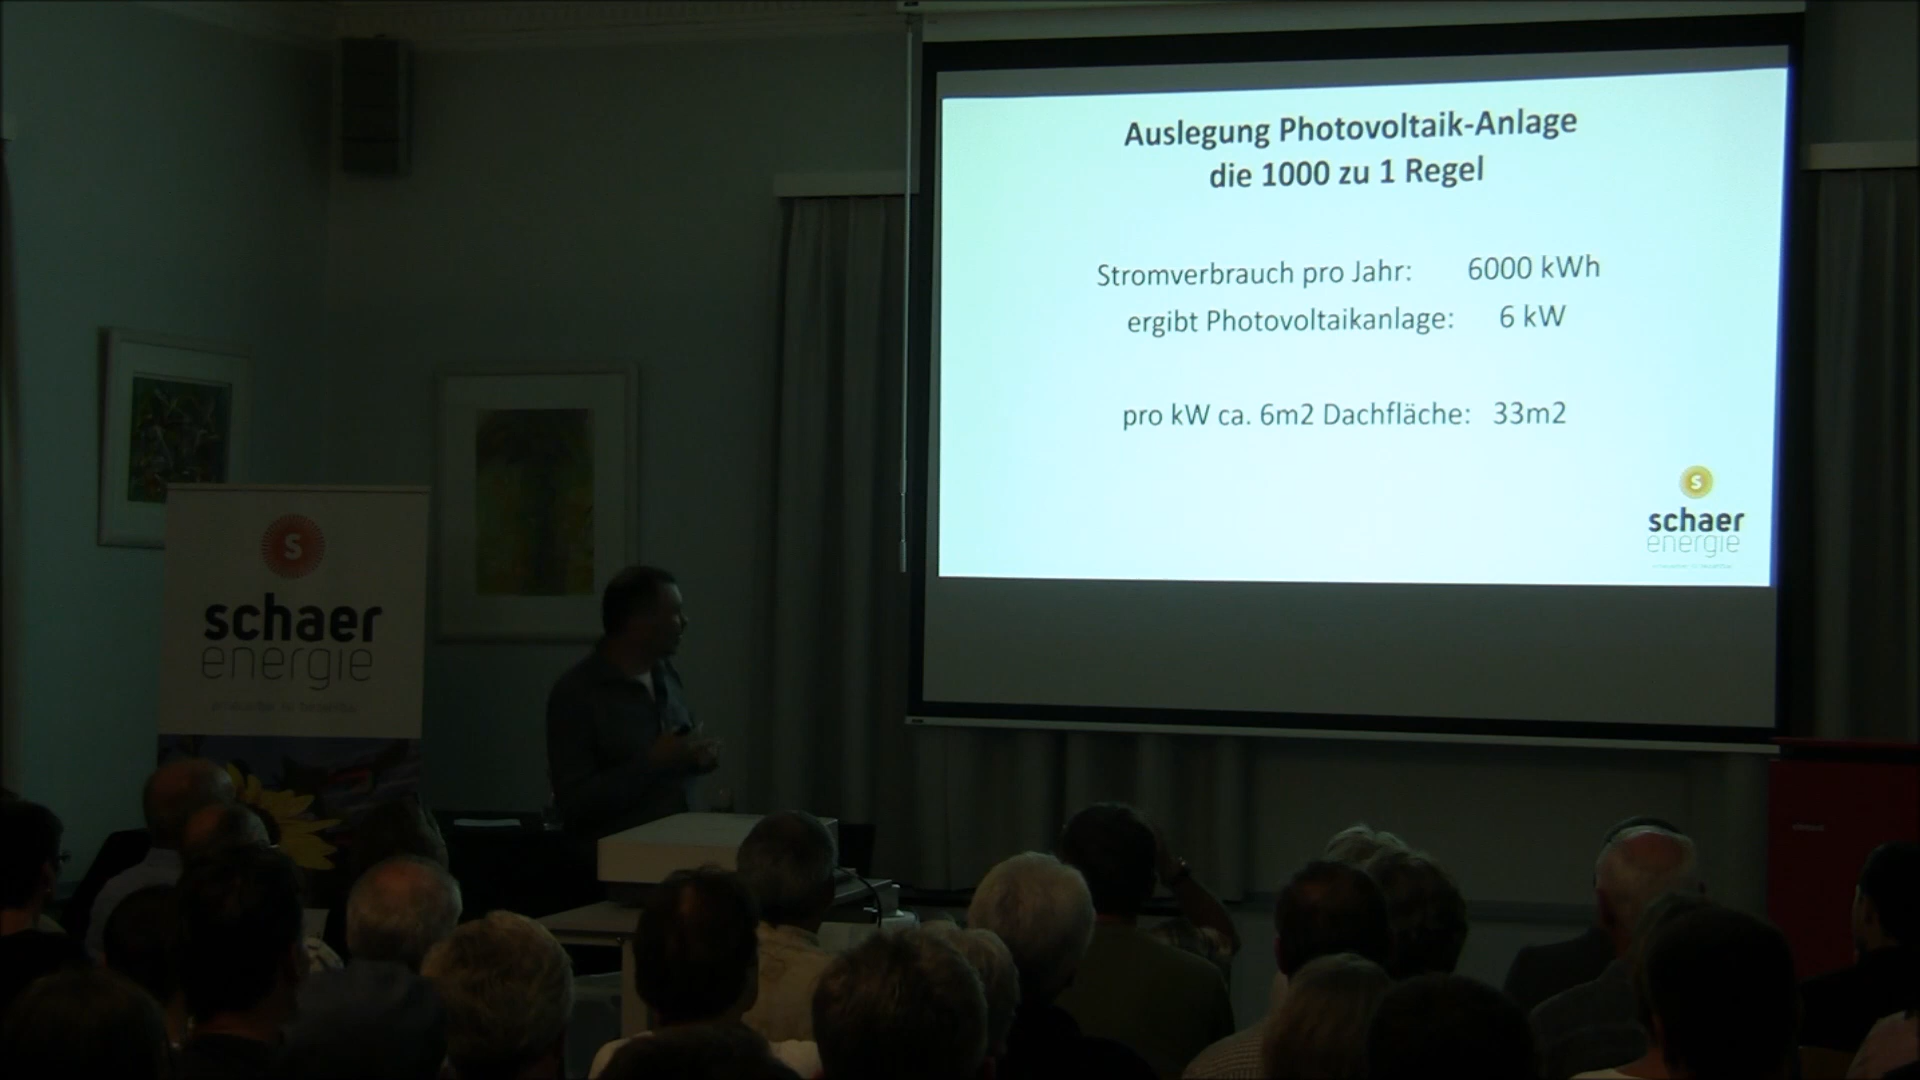 Auslegung Photovoltaik-Anlage
die 1000 zu 1 Regel
Stromverbrauch pro Jahr: 6000 kWh
ergibt Photovoltaikanlage: 6 kW
pro kW ca. 6m2 Dachfläche: 33m2
s
schaer
energie
s
schaer
energie